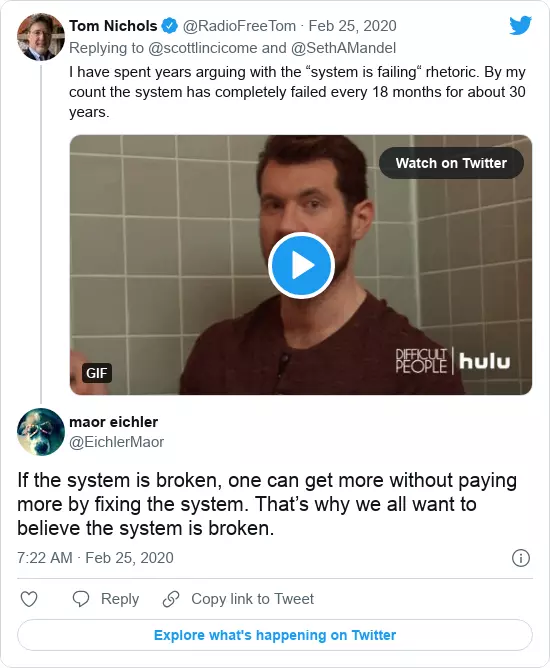 Tom Nichols @RadioFreeTom · Feb 25, 2020
Replying to @scottlincicome and @SethAMandel
I have spent years arguing with the “system is failing“ rhetoric. By my
count the system has completely failed every 18 months for about 30
years.
Watch on Twitter
DIFFICULT
PEOPLE hulu
GIF
maor eichler
@EichlerMaor
If the system is broken, one can get more without paying
more by fixing the system. That’s why we all want to
believe the system is broken.
7:22 AM · Feb 25, 2020
Reply Copy link to Tweet
Explore what's happening on Twitter